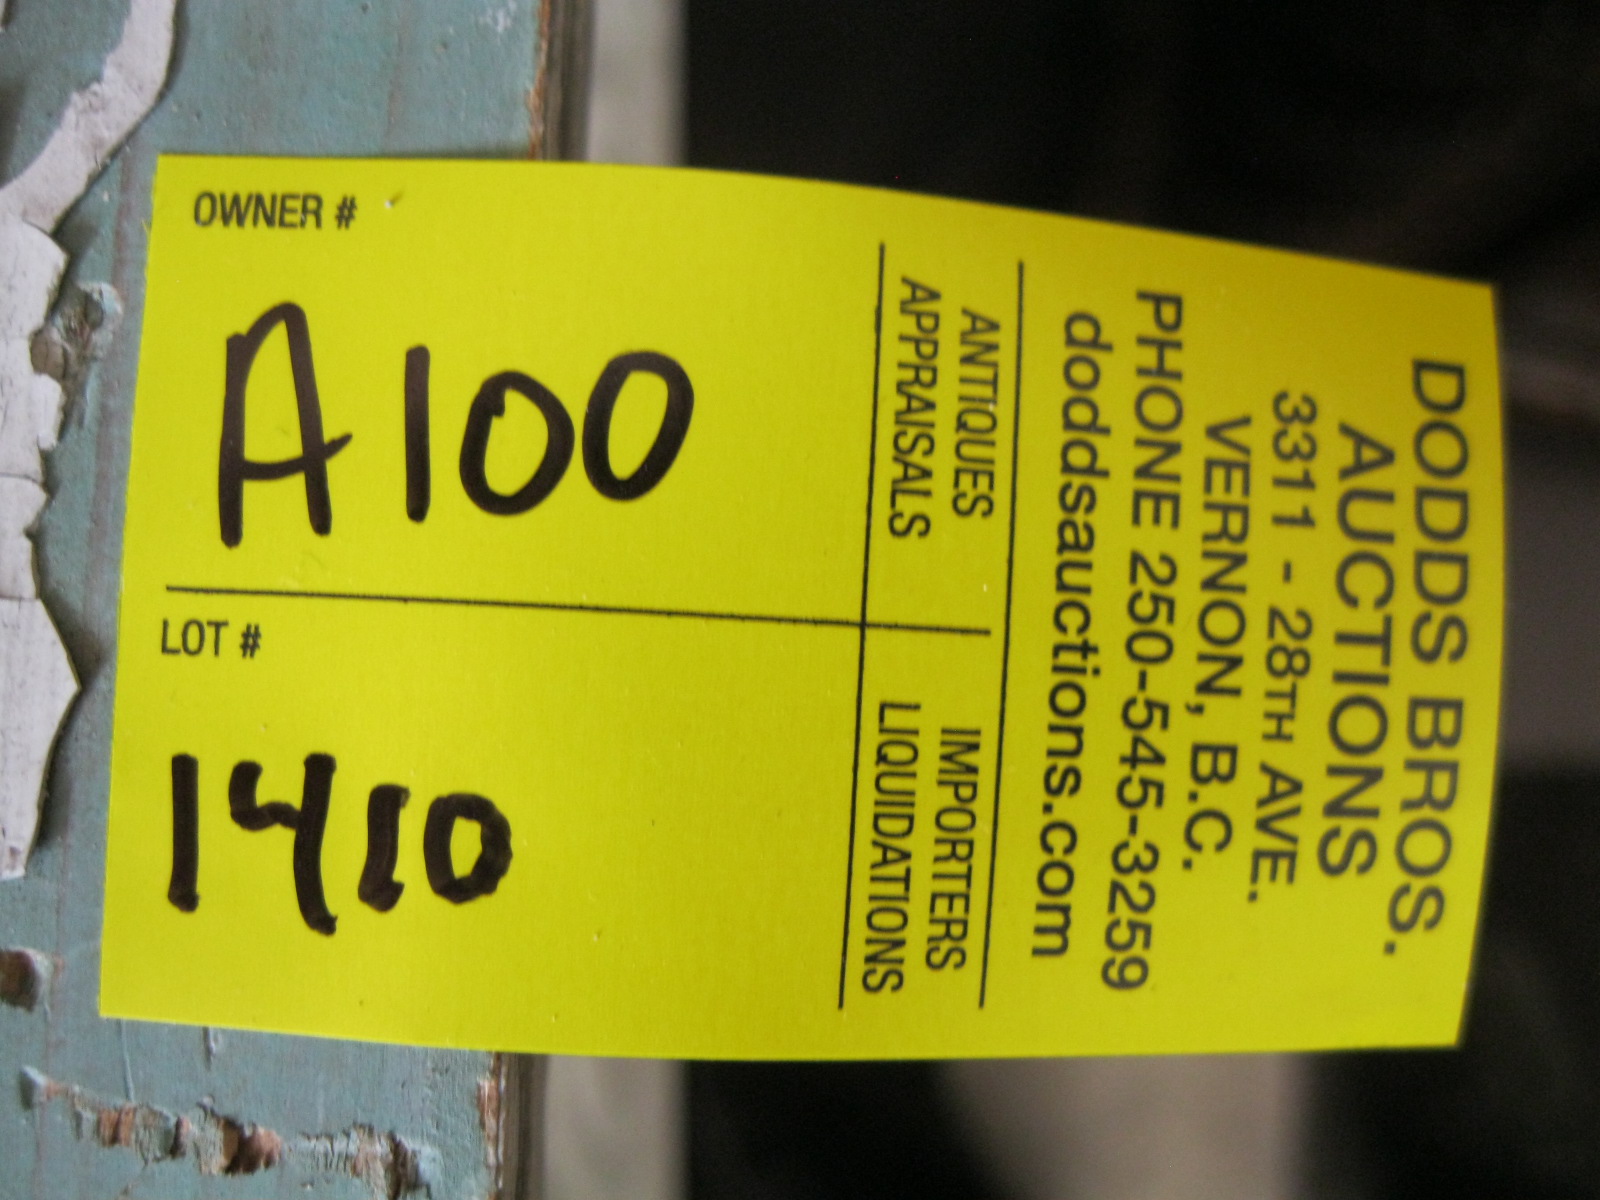 DODDS BROS.
AUCTIONS
3311 - 28TH AVE.
VERNON, B.C.
PHONE 250-545-3259
doddsauctions.com
ANTIQUES
APPRAISALS
IMPORTERS
LIQUIDATIONS
OWNER #
A100
LOT #
1410